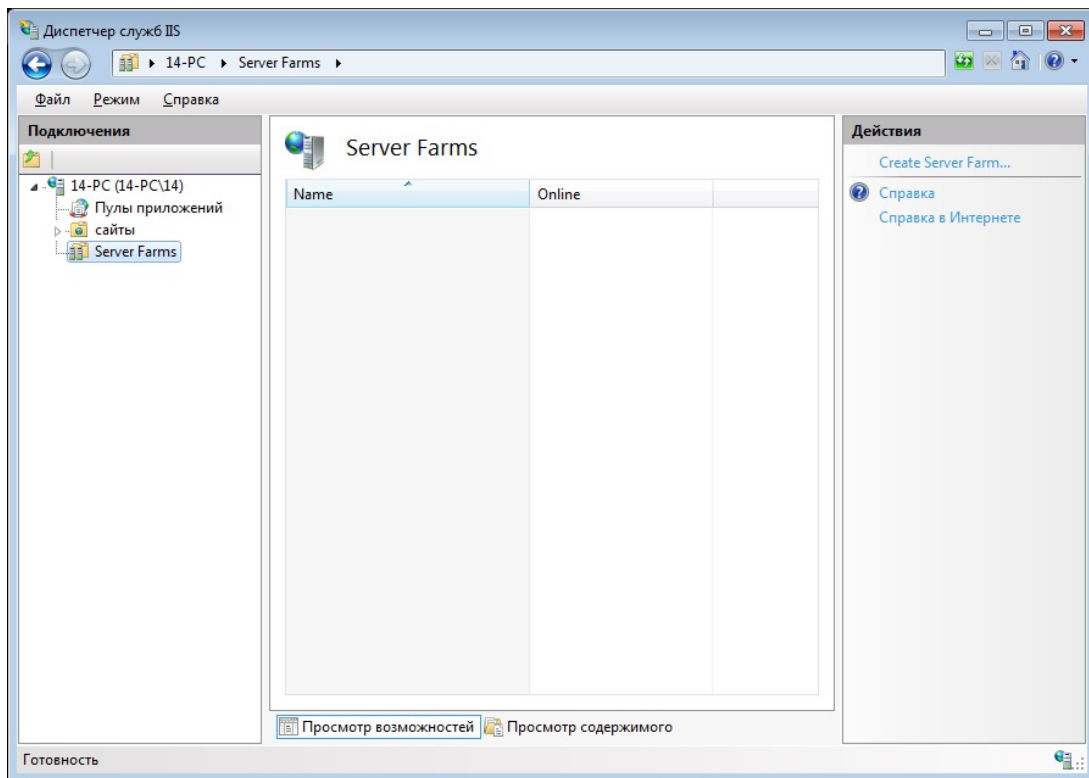 Диспетчер служб IIS
14-PC Server Farms
Файл Режим Справка
Подключения
14-PC (14-PC\14)
Пулы приложений
сайты
Server Farms
Server Farms
Name Online
Просмотр возможностей Просмотр содержимого
Действия
Create Server Farm...
Справка
Справка в Интернете
Готовность